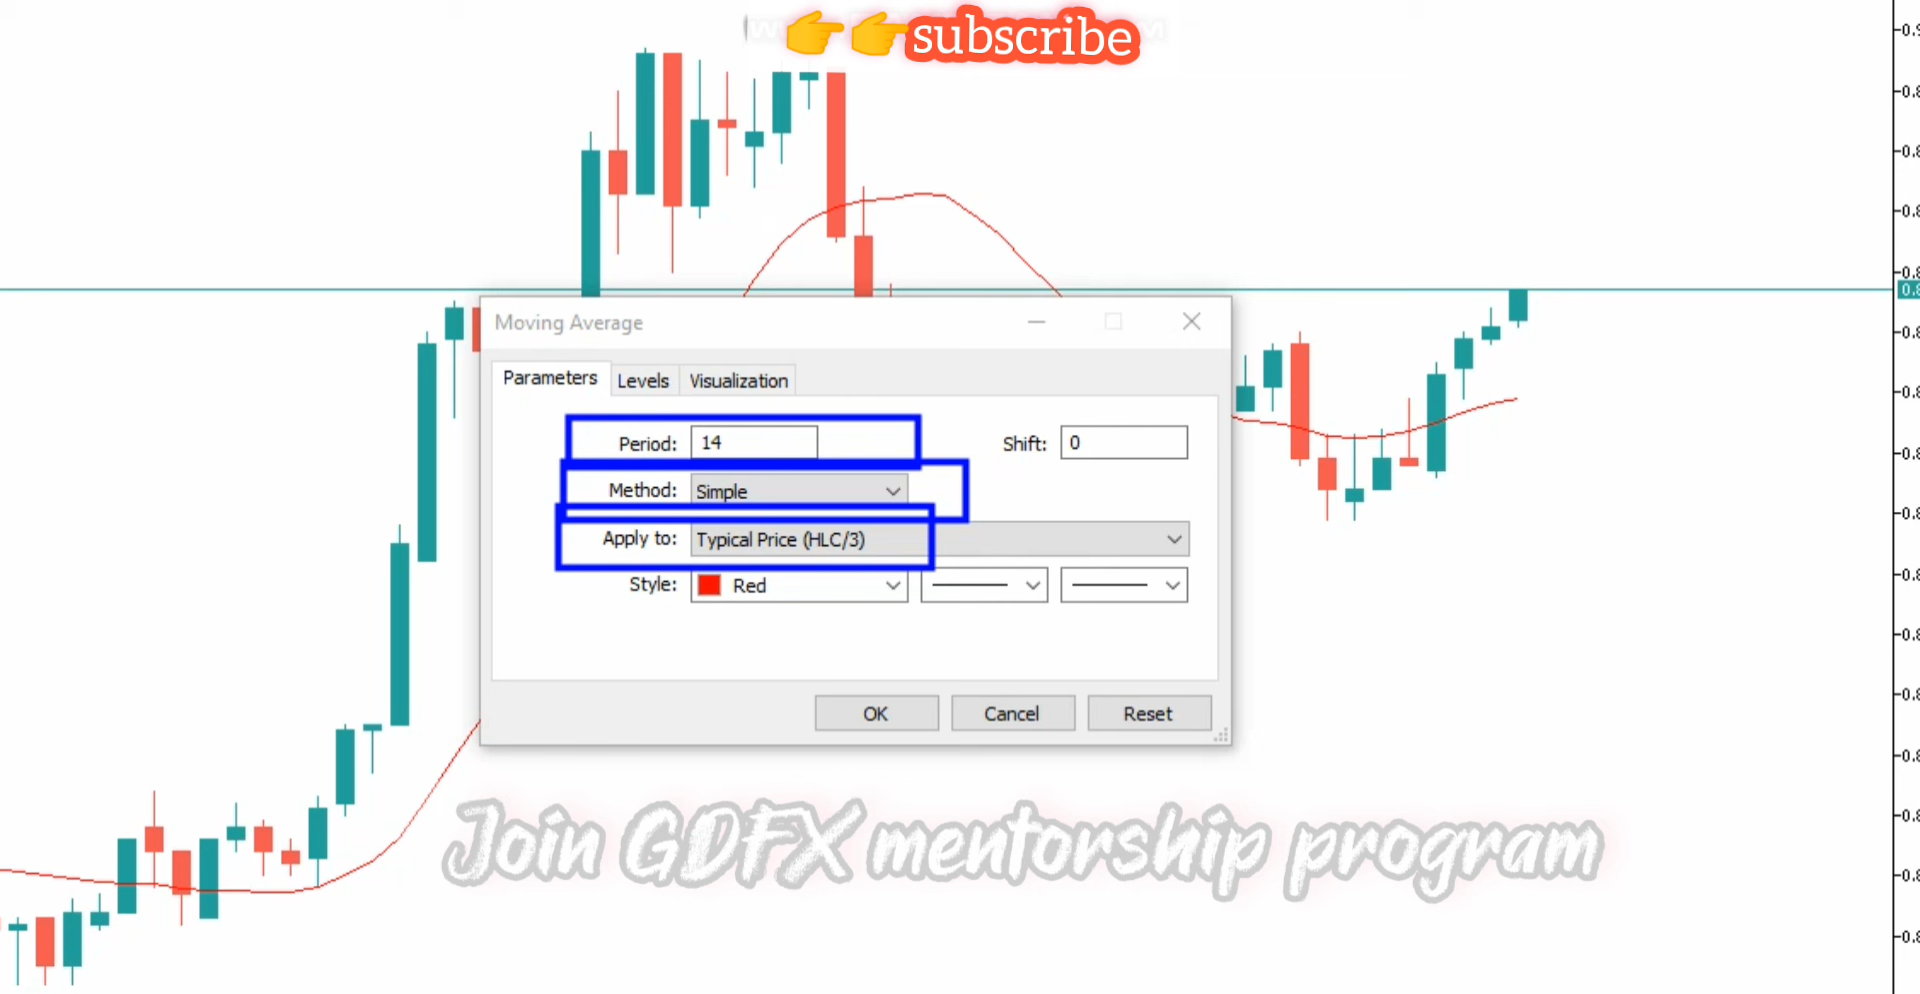 👉👉subscribe
Moving Average
Parameters Levels Visualization
Period: 14 Shift: 0
Method: Simple
Apply to: Typical Price (HLC/3)
Style: Red
OK Cancel Reset
Join GDFX mentorship program